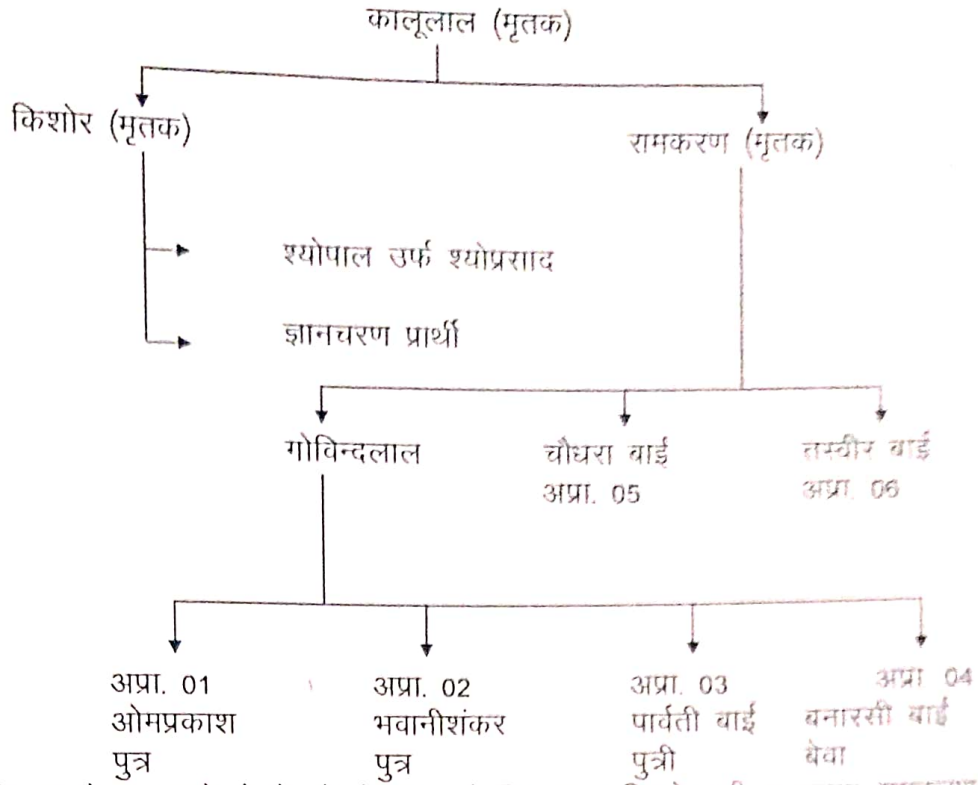 कालूलाल (मृतक)
किशोर (मृतक)
रामकरण (मृतक)
श्योपाल उर्फ श्योप्रसाद
ज्ञानचरण प्रार्थी
गोविन्दलाल
चौधरा बाई
अप्रा. 05
तस्वीर बाई
अप्रा. 06
अप्रा. 01
ओमप्रकाश
पुत्र
अप्रा. 02
भवानीशंकर
पुत्र
अप्रा. 03
पार्वती बाई
पुत्री
अप्रा 04
बनारसी बाई
बेवा